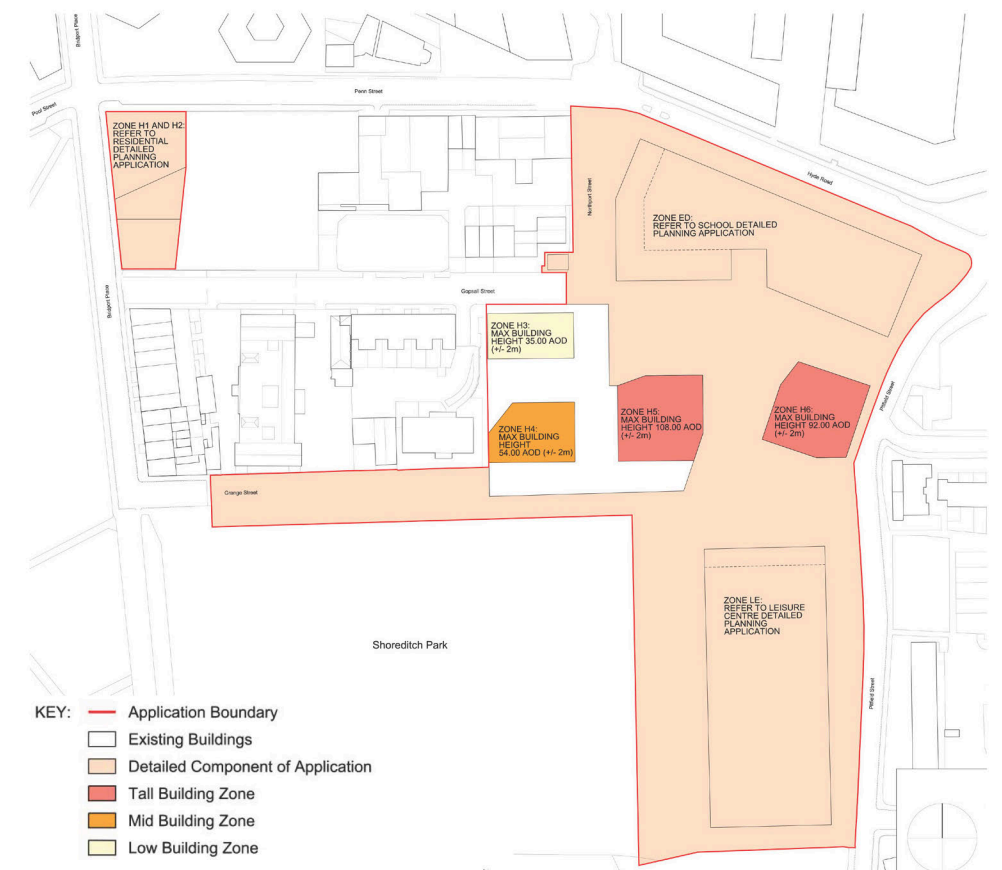 Bridport Place
Penn Street
Pool Street
ZONE H1 AND H2:
REFER TO
RESIDENTIAL
DETAILED
PLANNING
APPLICATION
Hyde Road
Northport Street
ZONE ED:
REFER TO SCHOOL DETAILED
PLANNING APPLICATION
Bridport Place
Gopsall Street
ZONE H3:
MAX BUILDING
HEIGHT 35.00 AOD
(+/- 2m)
Pitfield Street
ZONE H4:
MAX BUILDING
HEIGHT
54.00 AOD (+/- 2m)
ZONE H5:
MAX BUILDING
HEIGHT 108.00 AOD
(+/- 2m)
ZONE H6:
MAX BUILDING
HEIGHT 92.00 AOD
(+/- 2m)
Grange Street
ZONE LE:
REFER TO LEISURE
CENTRE DETAILED
PLANNING
APPLICATION
Shoreditch Park
Pitfield Street
KEY:
Application Boundary
Existing Buildings
Detailed Component of Application
Tall Building Zone
Mid Building Zone
Low Building Zone